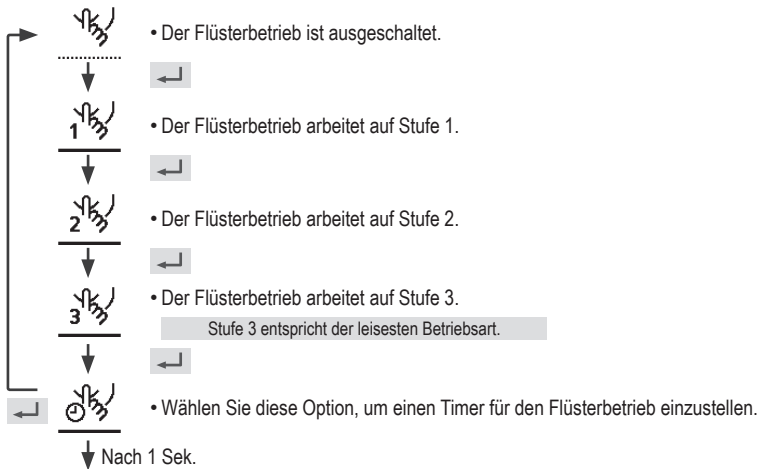 • Der Flüsterbetrieb ist ausgeschaltet.
1
• Der Flüsterbetrieb arbeitet auf Stufe 1.
2
• Der Flüsterbetrieb arbeitet auf Stufe 2.
3
• Der Flüsterbetrieb arbeitet auf Stufe 3.
Stufe 3 entspricht der leisesten Betriebsart.
• Wählen Sie diese Option, um einen Timer für den Flüsterbetrieb einzustellen.
Nach 1 Sek.